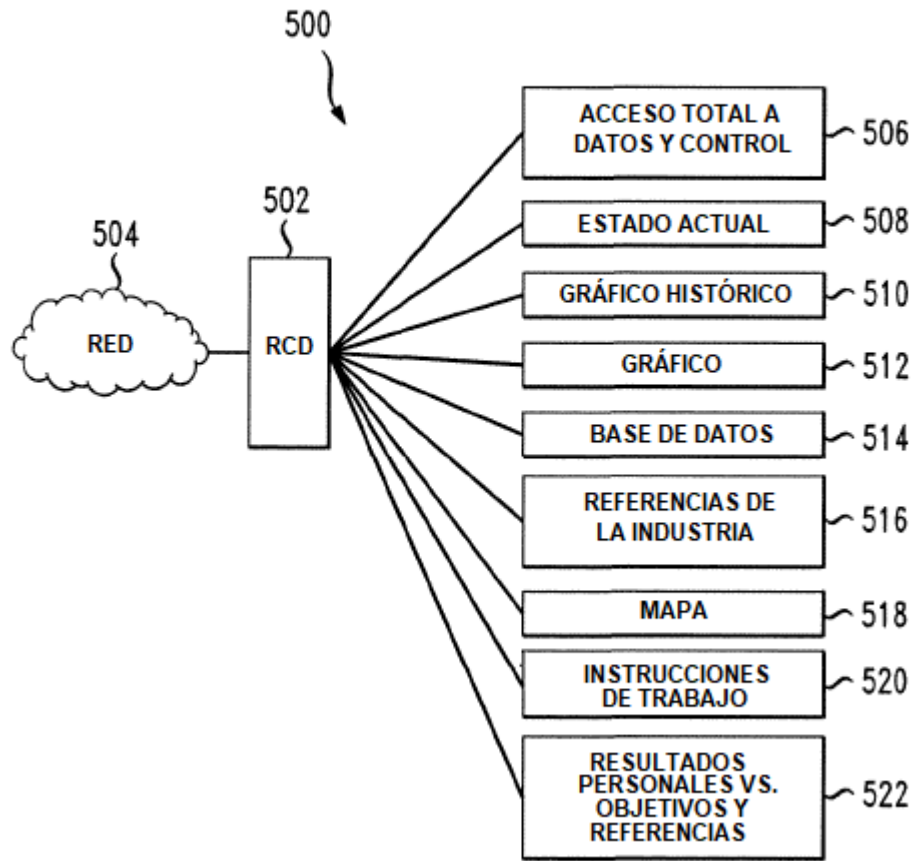 500
ACCESO TOTAL A
DATOS Y CONTROL
506
502
504
ESTADO ACTUAL
508
GRÁFICO HISTÓRICO
510
RED
RCD
GRÁFICO
512
BASE DE DATOS
514
REFERENCIAS DE
LA INDUSTRIA
516
MAPA
518
INSTRUCCIONES
DE TRABAJO
520
RESULTADOS
PERSONALES VS.
OBJETIVOS Y
REFERENCIAS
522